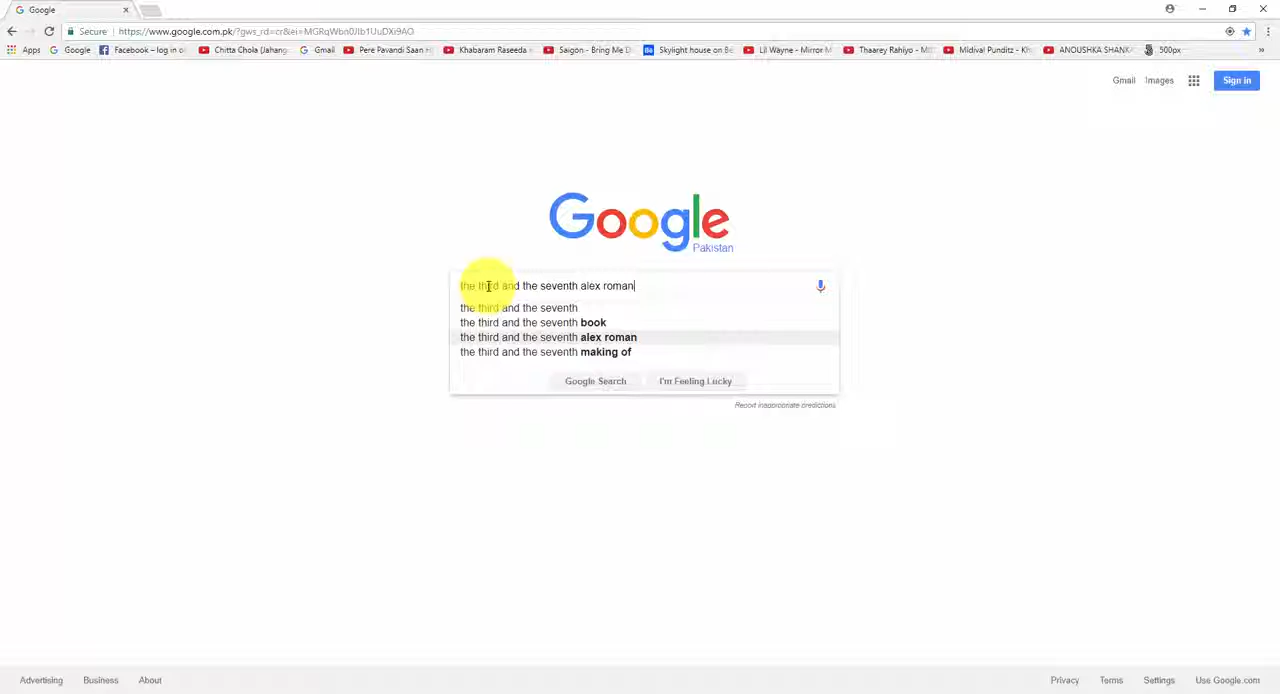 Google
Secure https://www.google.com.pk/?gws_rd=cr&ei=
Apps Google Facebook – log in o Chitta Chola (Jahang Gmail Pere Pavandi Saan H Khabaram Raseeda Saigon - Bring Me D Skylight house on Be Lil Wayne - Mirror M Thaarey Rahiyo - Mildival Punditz - Kh ANOUSHKA SHANKA 500px »
Gmail Images Sign in
Google
Pakistan
the third and the seventh alex roman
the third and the seventh
the third and the seventh book
the third and the seventh alex roman
the third and the seventh making of
Google Search I'm Feeling Lucky
Report inappropriate predictions
Advertising Business About Privacy Terms Settings Use Google.com